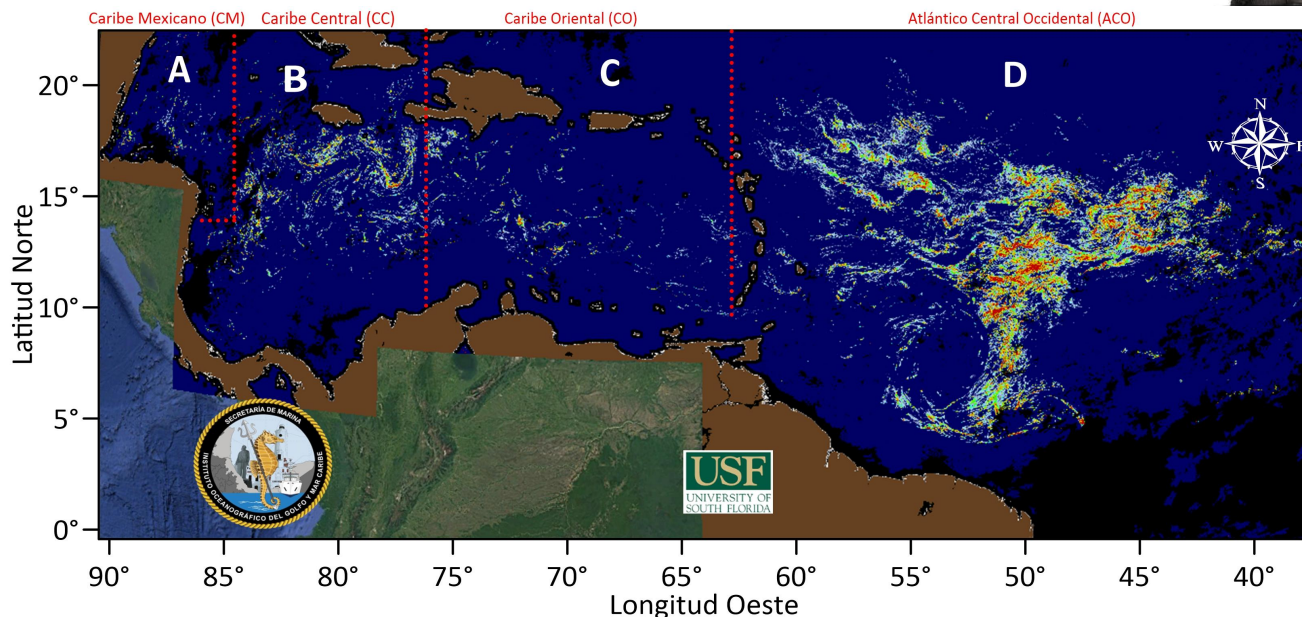 Caribe Mexicano (CM) Caribe Central (CC) Caribe Oriental (CO) Atlántico Central Occidental (ACO)
A B C D
N
W E
S
Latitud Norte
20°
15°
10°
5°
0°
SECRETARÍA DE MARINA
INSTITUTO OCEANOGRÁFICO DEL GOLFO Y MAR CARIBE
USF
UNIVERSITY OF
SOUTH FLORIDA
90° 85° 80° 75° 70° 65° 60° 55° 50° 45° 40°
Longitud Oeste